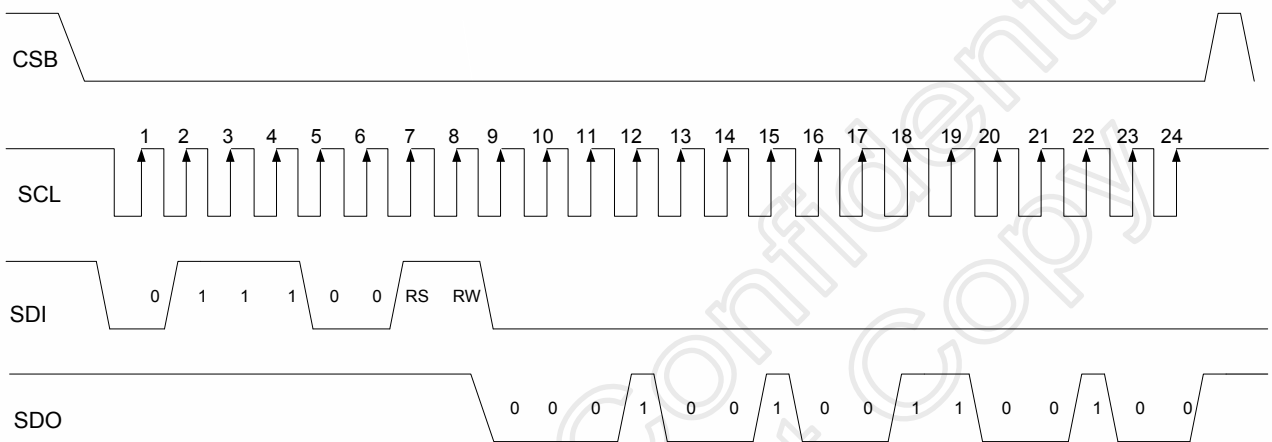 CSB
1 2 3 4 5 6 7 8 9 10 11 12 13 14 15 16 17 18 19 20 21 22 23 24
SCL
0 1 1 1 0 0 RS RW
SDI
0 0 0 1 0 0 1 0 0 1 1 0 0 1 0 0
SDO
Confidential
Copy